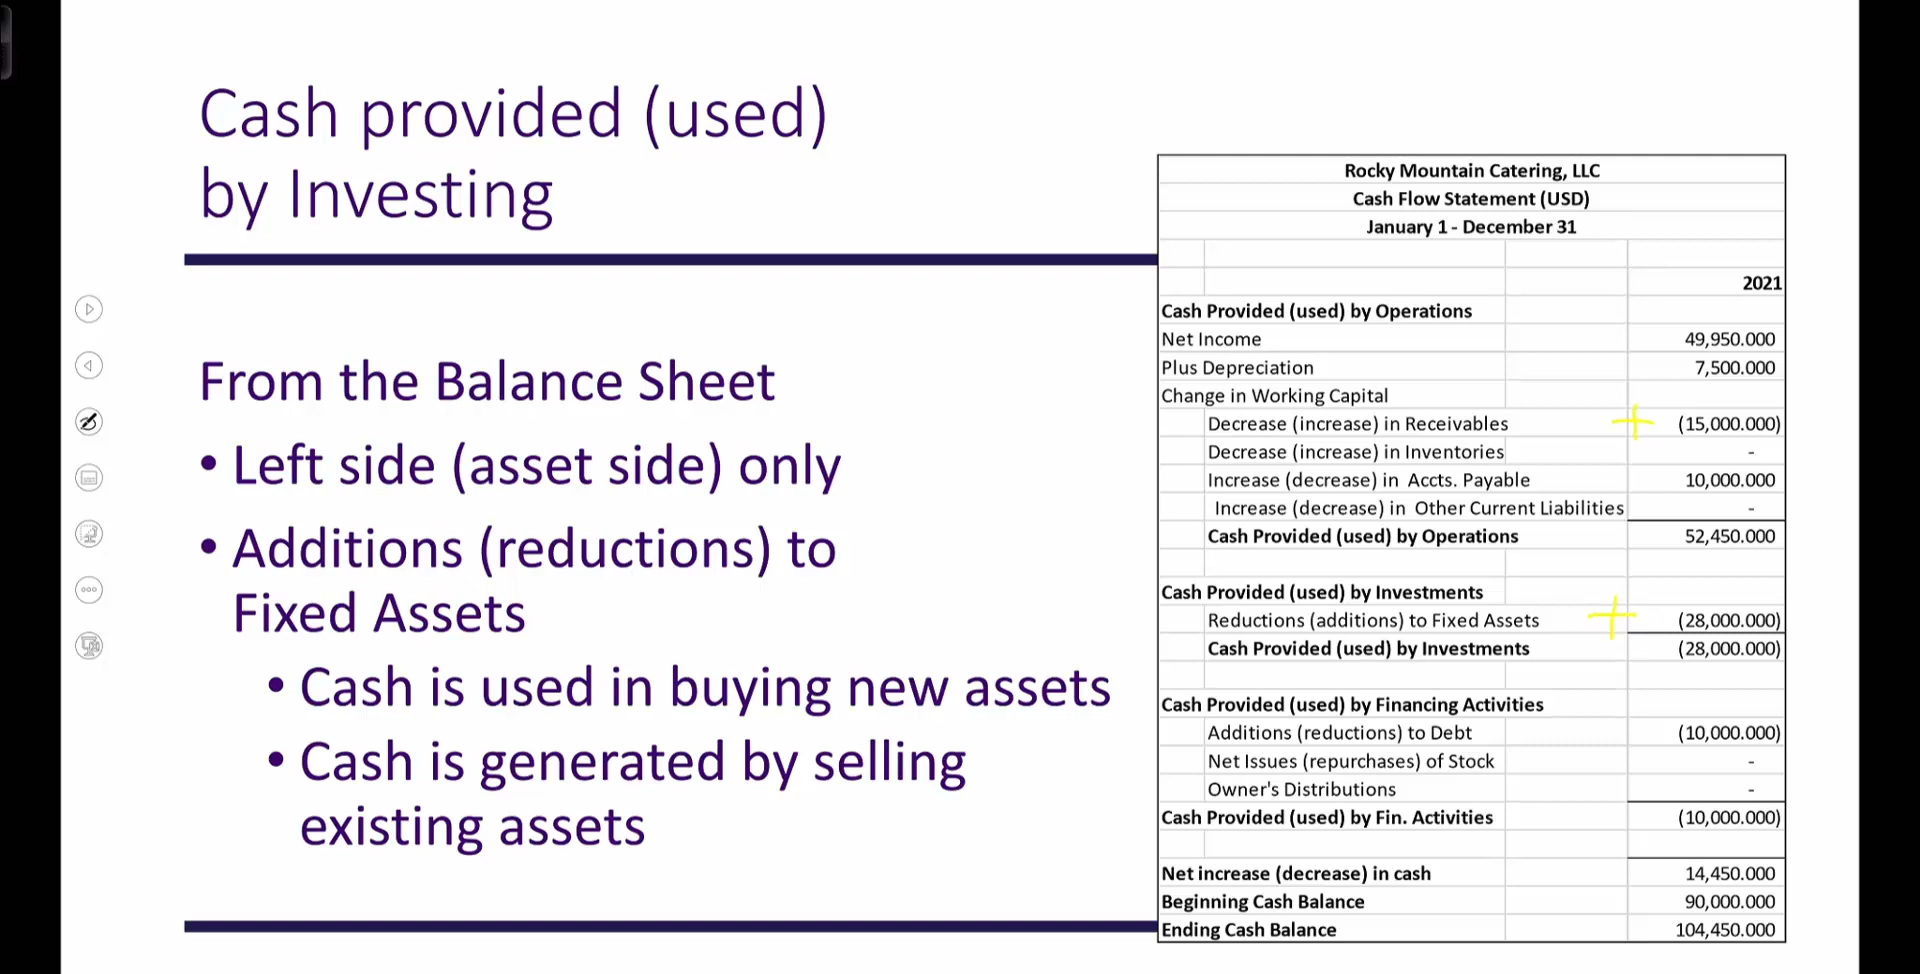 Cash provided (used)
by Investing
From the Balance Sheet
• Left side (asset side) only
• Additions (reductions) to
Fixed Assets
• Cash is used in buying new assets
• Cash is generated by selling
existing assets
Rocky Mountain Catering, LLC
Cash Flow Statement (USD)
January 1 - December 31
2021
Cash Provided (used) by Operations
Net Income 49,950.000
Plus Depreciation 7,500.000
Change in Working Capital
Decrease (increase) in Receivables + (15,000.000)
Decrease (increase) in Inventories -
Increase (decrease) in Accts. Payable 10,000.000
Increase (decrease) in Other Current Liabilities -
Cash Provided (used) by Operations 52,450.000
Cash Provided (used) by Investments
Reductions (additions) to Fixed Assets + (28,000.000)
Cash Provided (used) by Investments (28,000.000)
Cash Provided (used) by Financing Activities
Additions (reductions) to Debt (10,000.000)
Net Issues (repurchases) of Stock -
Owner's Distributions -
Cash Provided (used) by Fin. Activities (10,000.000)
Net increase (decrease) in cash 14,450.000
Beginning Cash Balance 90,000.000
Ending Cash Balance 104,450.000